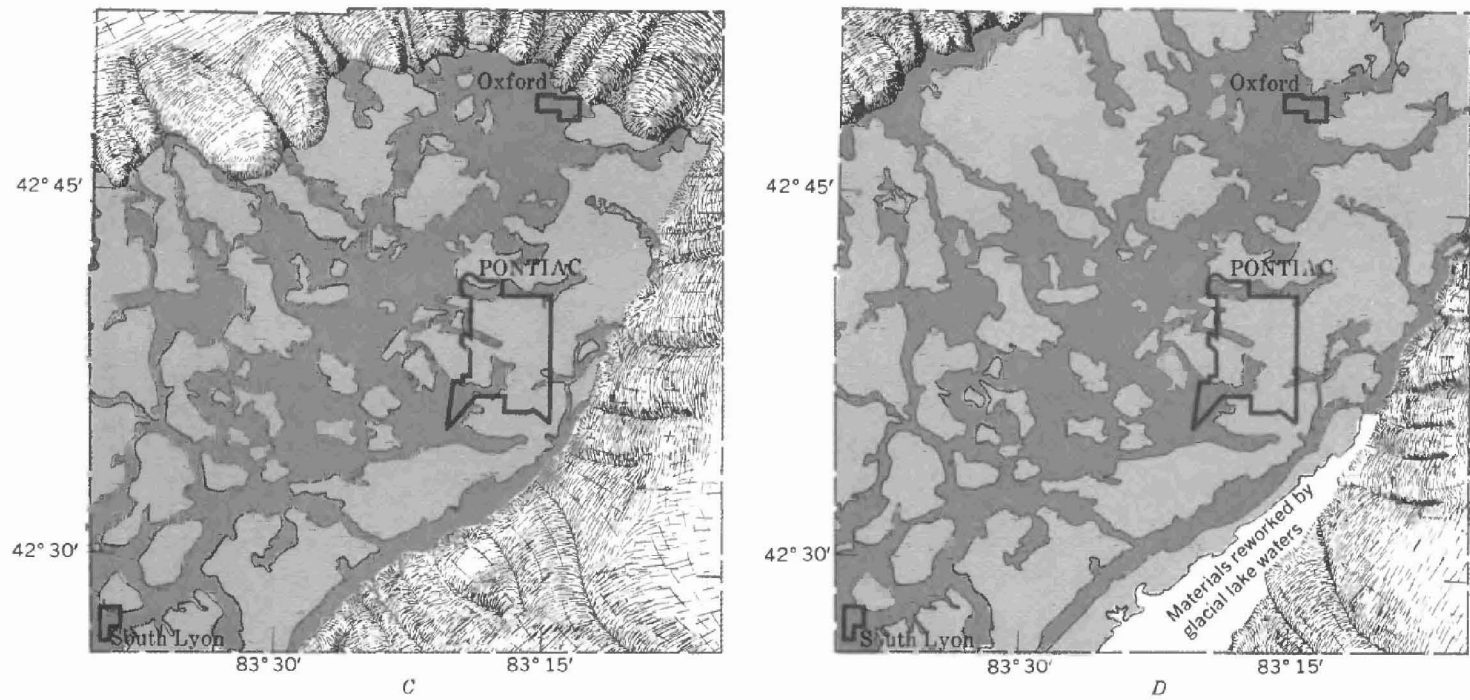 Oxford
42° 45′
PONTIAC
42° 30′
South Lyon
83° 30′
83° 15′
C
Oxford
42° 45′
PONTIAC
42° 30′
Materials reworked by
glacial lake waters
South Lyon
83° 30′
83° 15′
D